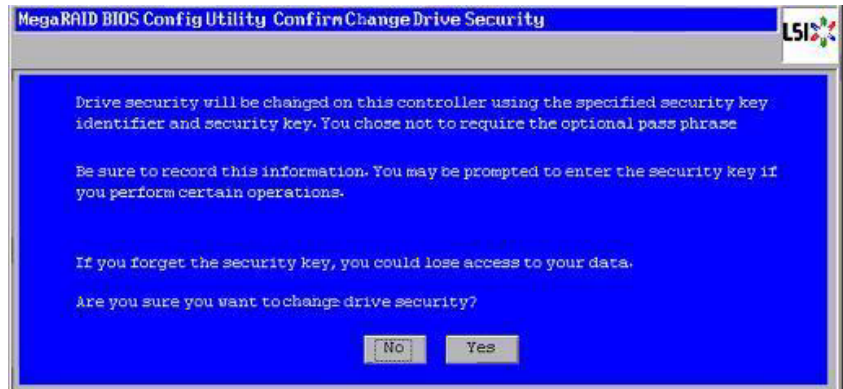 MegaRAID BIOS Config Utility Confirm Change Drive Security
LSI
Drive security will be changed on this controller using the specified security key
identifier and security key. You chose not to require the optional pass phrase
Be sure to record this information. You may be prompted to enter the security key if
you perform certain operations.
If you forget the security key, you could lose access to your data.
Are you sure you want to change drive security?
No Yes